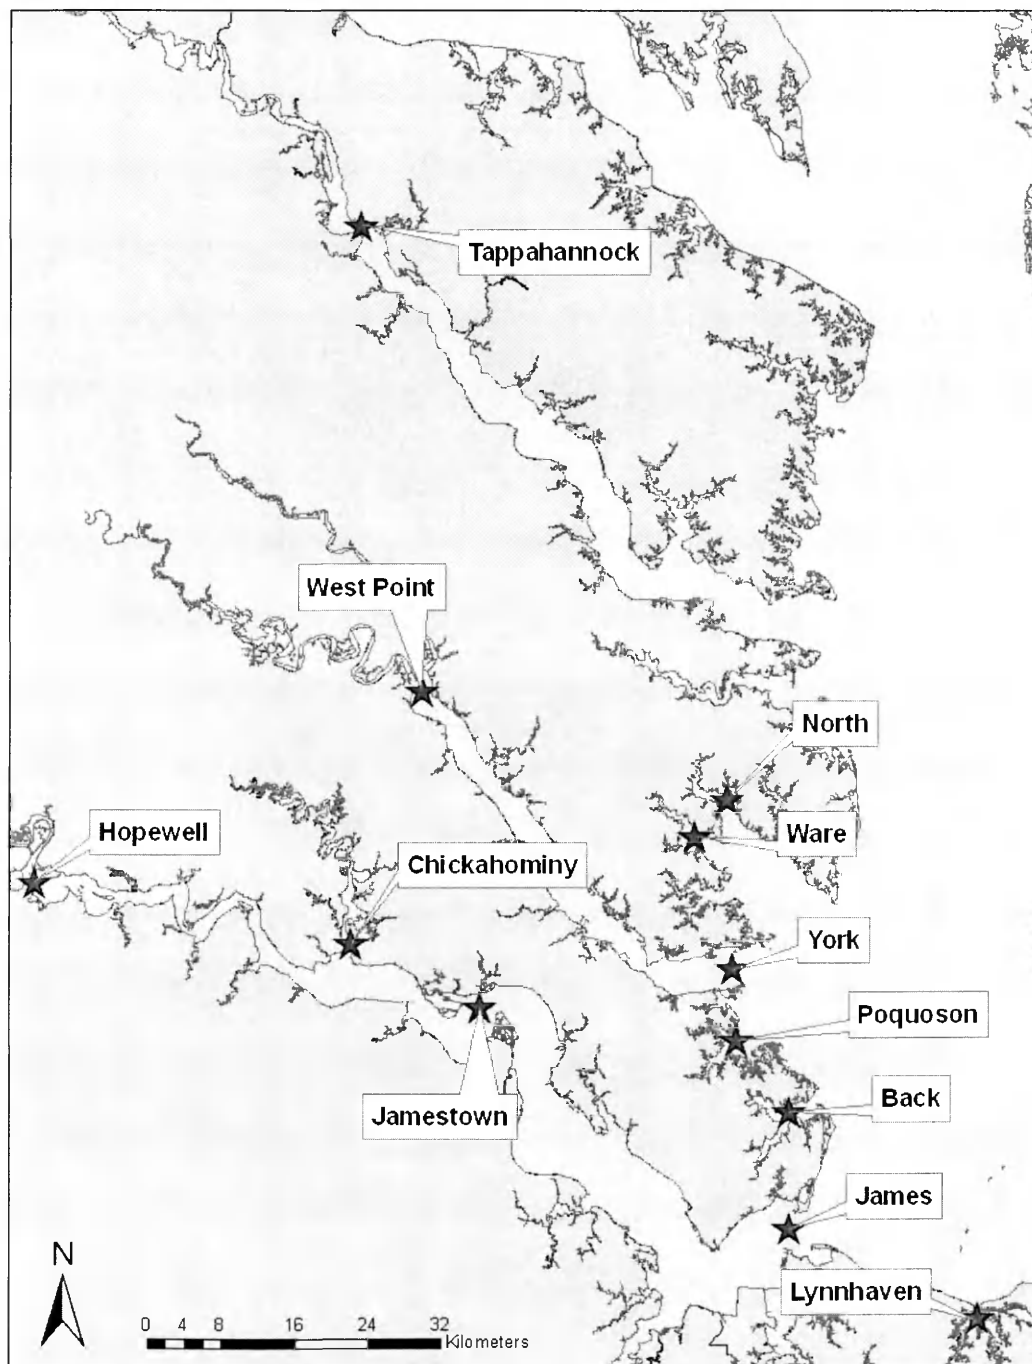 Tappahannock
West Point
North
Hopewell
Ware
Chickahominy
York
Poquoson
Back
Jamestown
James
N
Lynnhaven
0 4 8 16 24 32
Kilometers